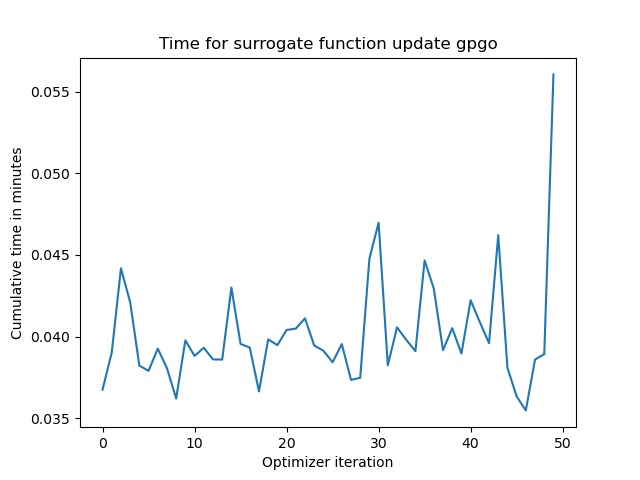 Time for surrogate function update gpgo
Cumulative time in minutes
0.055
0.050
0.045
0.040
0.035
0 10 20 30 40 50
Optimizer iteration